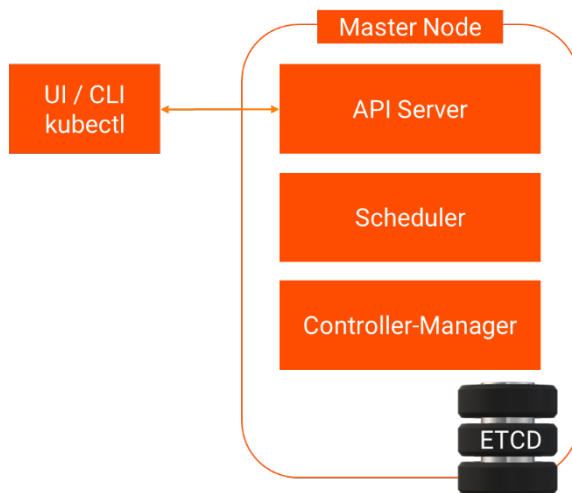 Master Node
UI / CLI
kubectl
API Server
Scheduler
Controller-Manager
ETCD